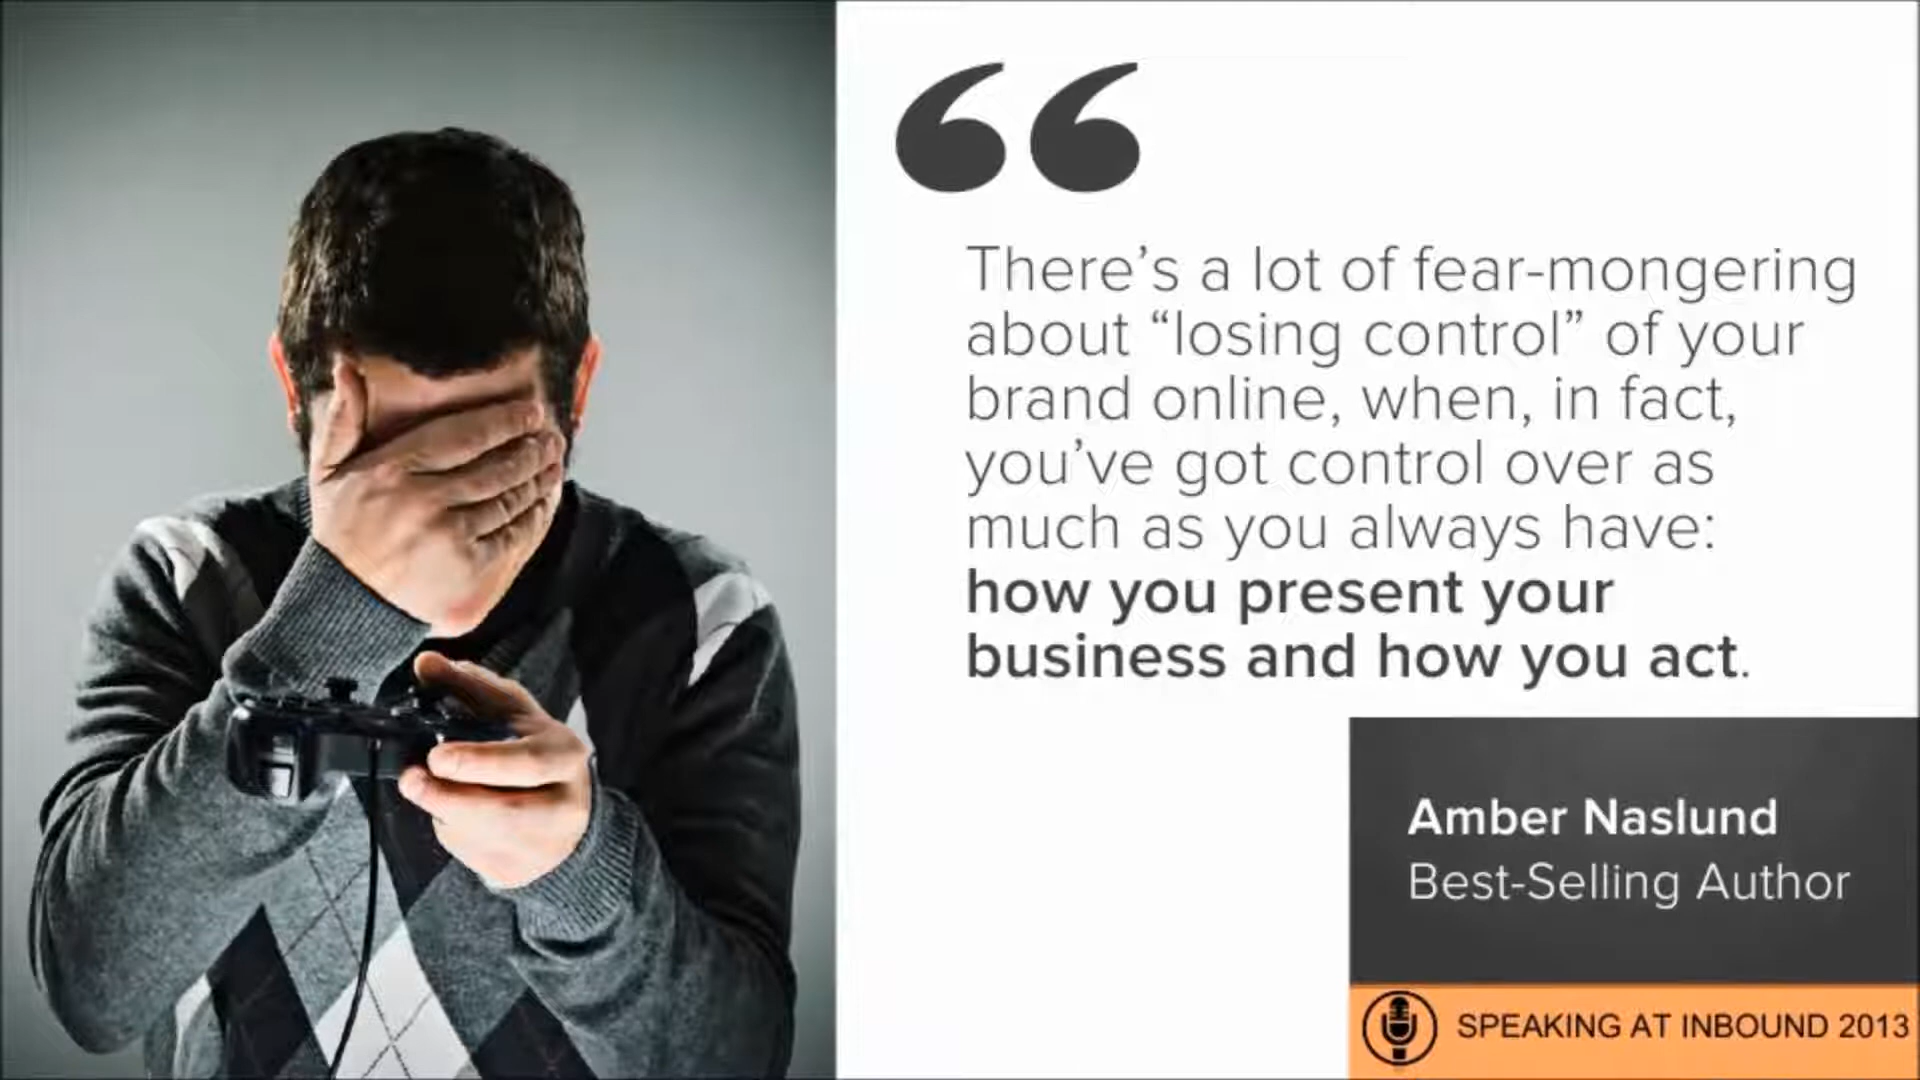 “
There’s a lot of fear-mongering
about “losing control” of your
brand online, when, in fact,
you’ve got control over as
much as you always have:
how you present your
business and how you act.
Amber Naslund
Best-Selling Author
SPEAKING AT INBOUND 2013